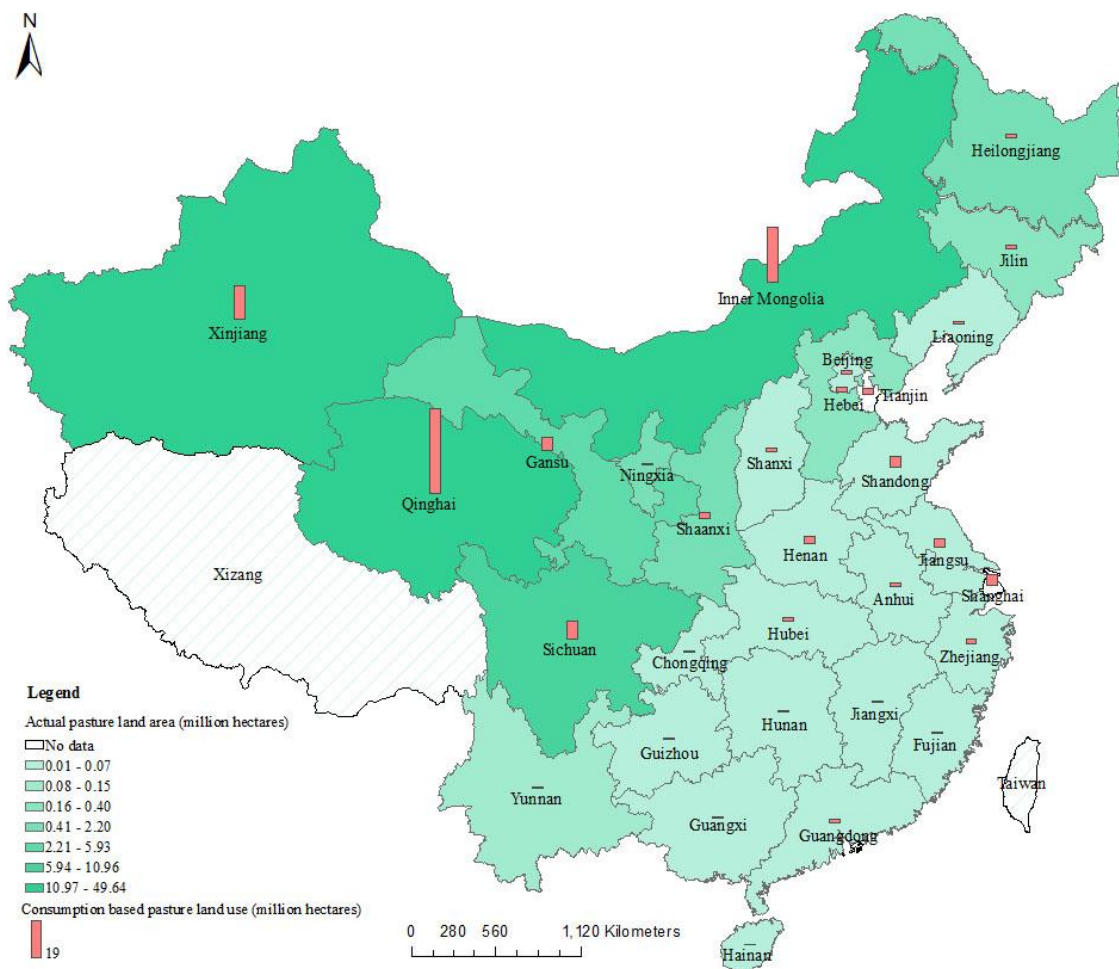 N
Heilongjiang
Jilin
Inner Mongolia
Xinjiang
Liaoning
Beijing
Tianjin
Hebei
Gansu
Ningxia
Shanxi
Shandong
Qinghai
Shaanxi
Henan
Jiangsu
Xizang
Anhui
Shanghai
Hubei
Sichuan
Zhejiang
Chongqing
Legend
Actual pasture land area (million hectares)
No data
0.01 - 0.07
0.08 - 0.15
0.16 - 0.40
0.41 - 2.20
2.21 - 5.93
5.94 - 10.96
10.97 - 49.64
Consumption based pasture land use (million hectares)
19
Hunan
Jiangxi
Guizhou
Fujian
Yunnan
Taiwan
Guangxi
Guangdong
0 280 560 1,120 Kilometers
Hainan